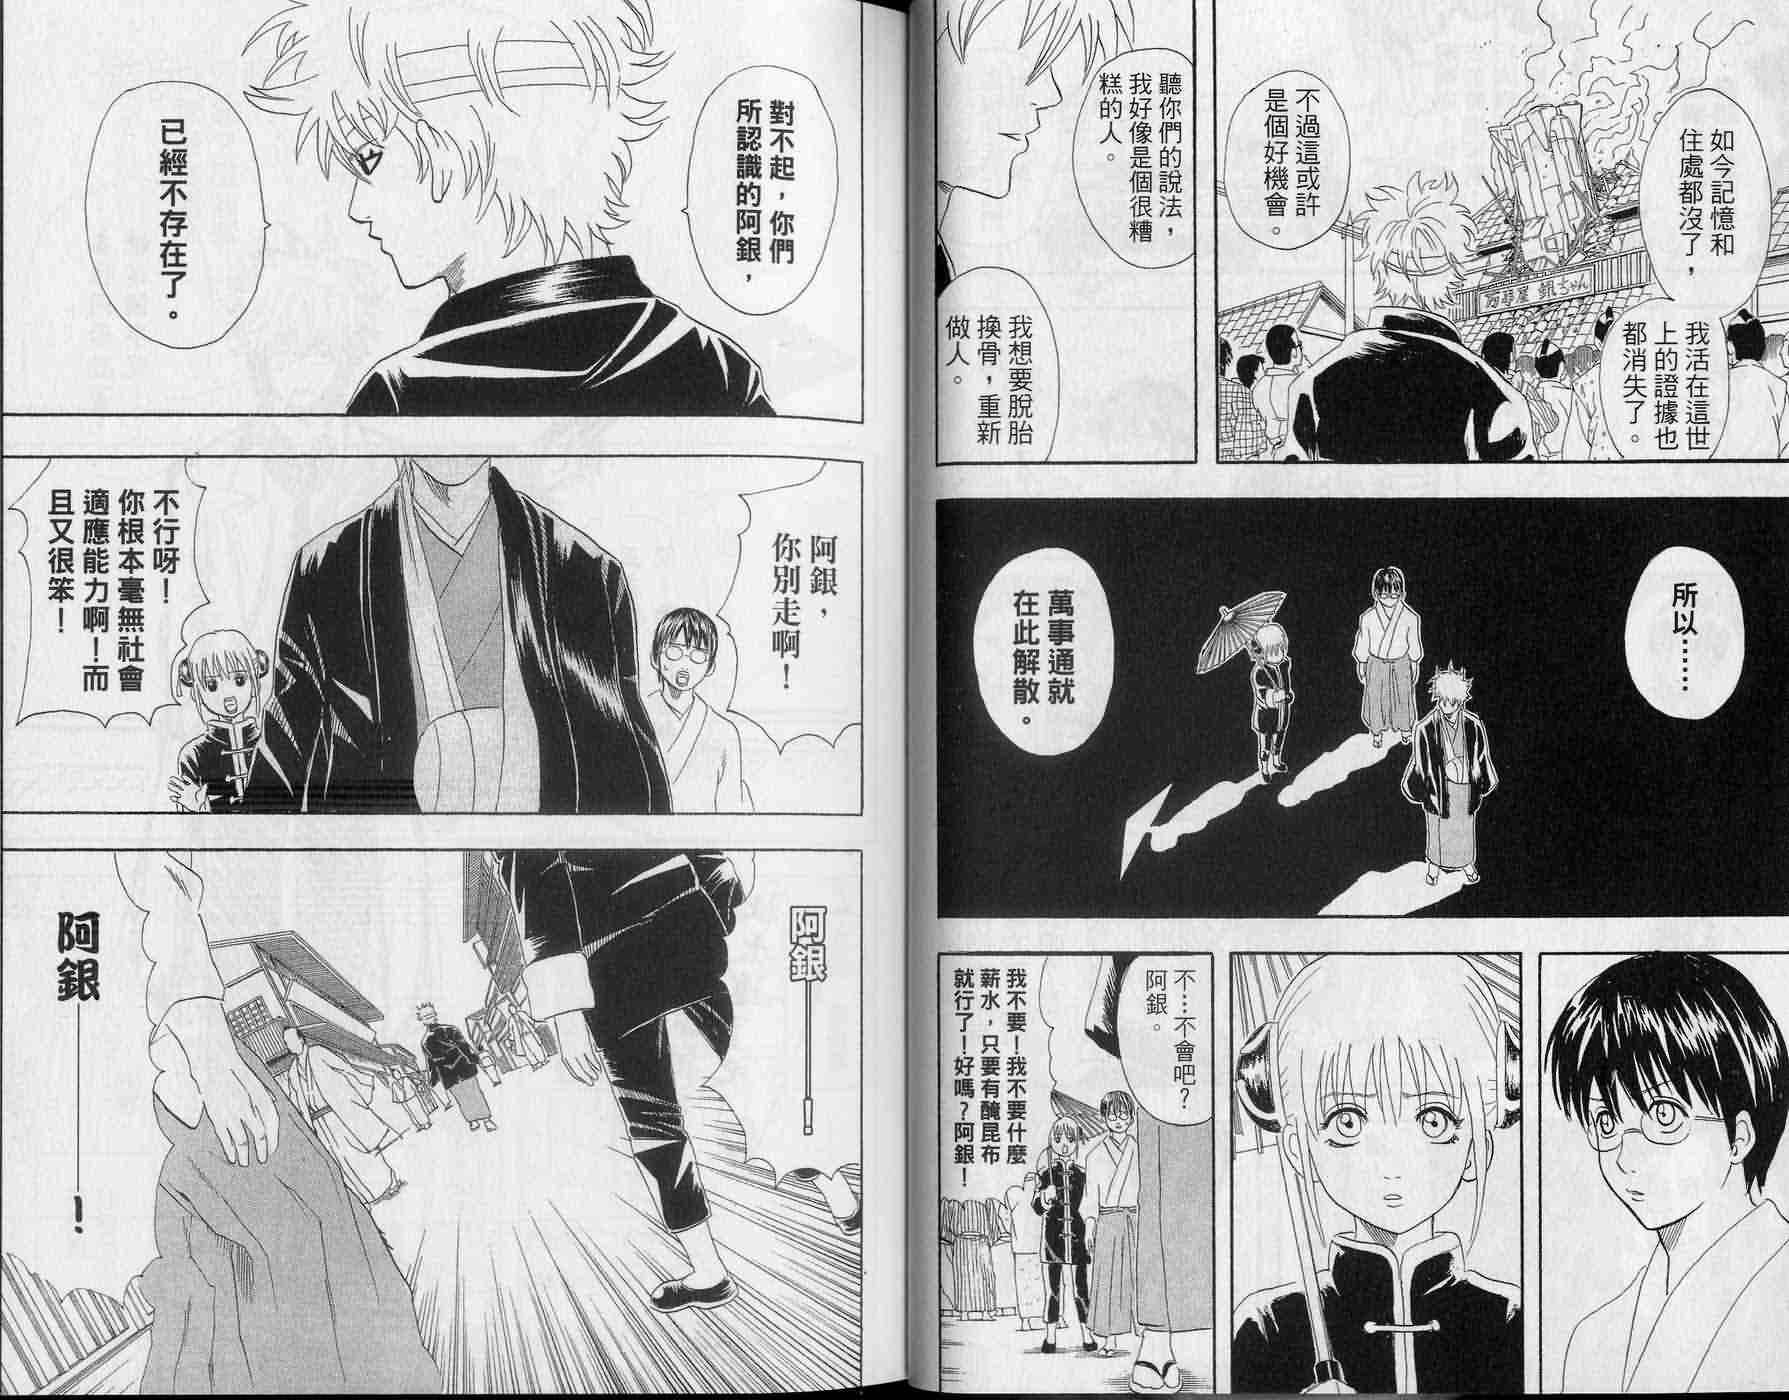 如今記憶和
住處都沒了，
我活在這世
上的證據也
都消失了。
不過這或許
是個好機會。
万事屋 銀ちゃん
聽你們的說法，
我好像是個很糟
糕的人。
我想要脫胎
換骨，重新
做人。
所以……
萬事通就
在此解散。
不…不會吧？
阿銀。
我不要！我不要什麼
薪水，只要有醃昆布
就行了！好嗎？阿銀！
對不起，你們
所認識的阿銀，
已經不存在了。
阿銀，
你別走啊！
不行呀！
你根本毫無社會
適應能力啊！而
且又很笨！
阿銀——！
阿銀——！